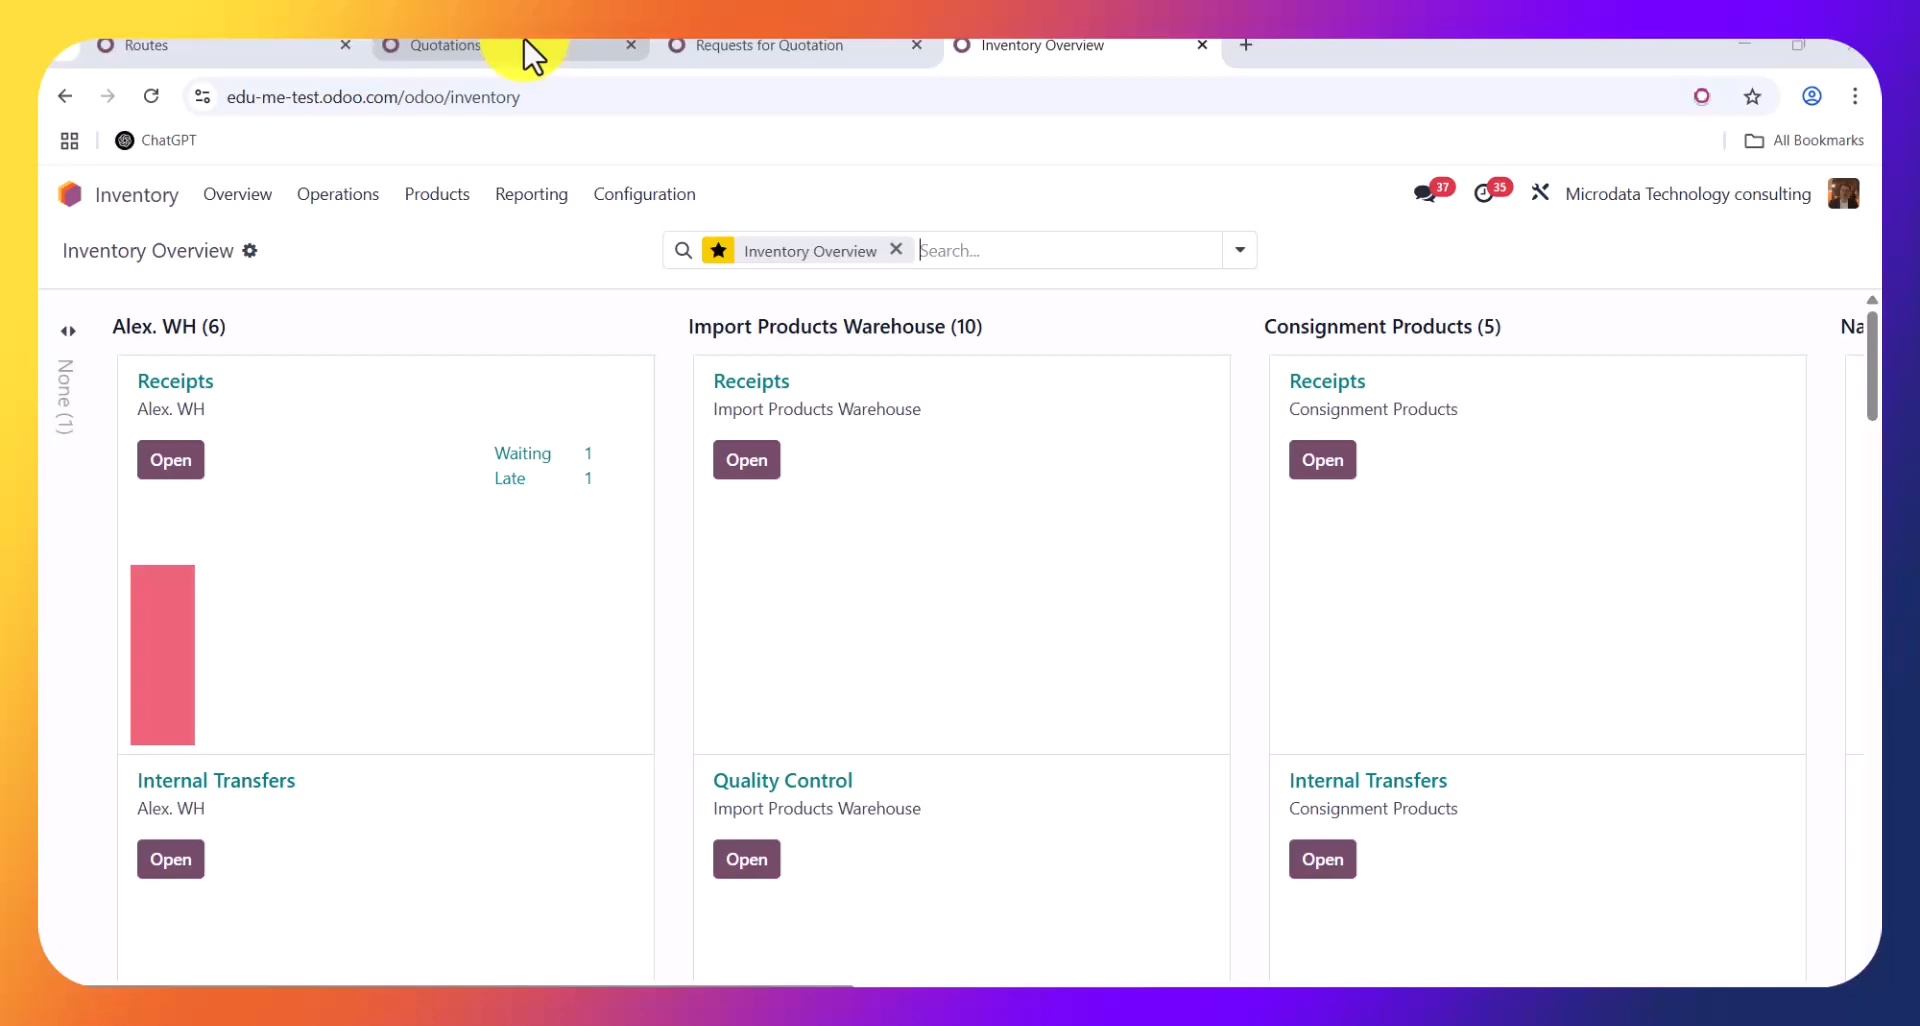 Routes
Quotations
Requests for Quotation
Inventory Overview
edu-me-test.odoo.com/odoo/inventory
ChatGPT
All Bookmarks
Inventory Overview Operations Products Reporting Configuration
37
35
Microdata Technology consulting
Inventory Overview
Inventory Overview
Search...
None (1)
Alex. WH (6)
Receipts
Alex. WH
Open
Waiting 1
Late 1
Internal Transfers
Alex. WH
Open
Import Products Warehouse (10)
Receipts
Import Products Warehouse
Open
Quality Control
Import Products Warehouse
Open
Consignment Products (5)
Receipts
Consignment Products
Open
Internal Transfers
Consignment Products
Open
Na